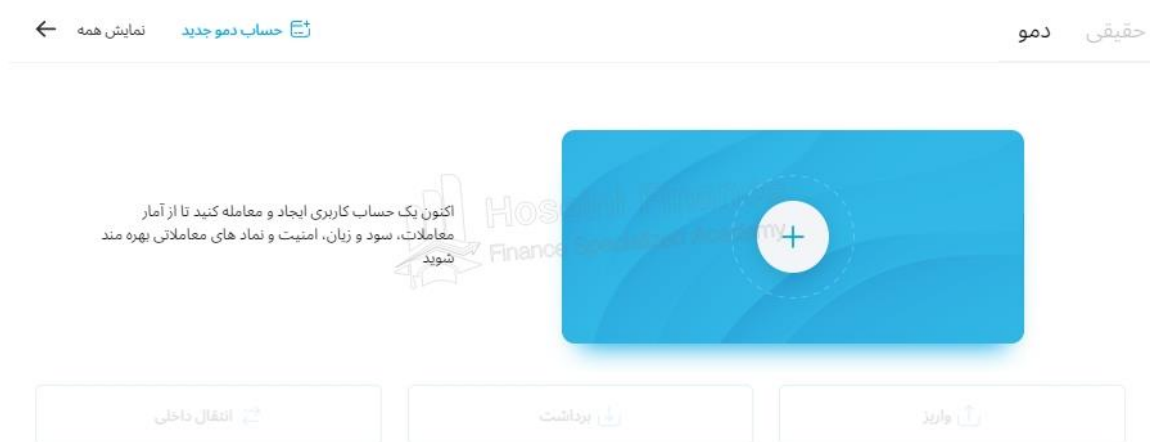 حقیقی
دمو
حساب دمو جدید
نمایش همه
اکنون یک حساب کاربری ایجاد و معامله کنید تا از آمار
معاملات، سود و زیان، امنیت و نماد های معاملاتی بهره مند
شوید
واریز
برداشت
انتقال داخلی